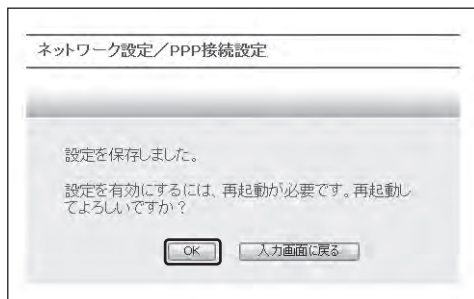 ネットワーク設定／PPP接続設定
設定を保存しました。
設定を有効にするには、再起動が必要です。再起動し
てよろしいですか？
OK
入力画面に戻る